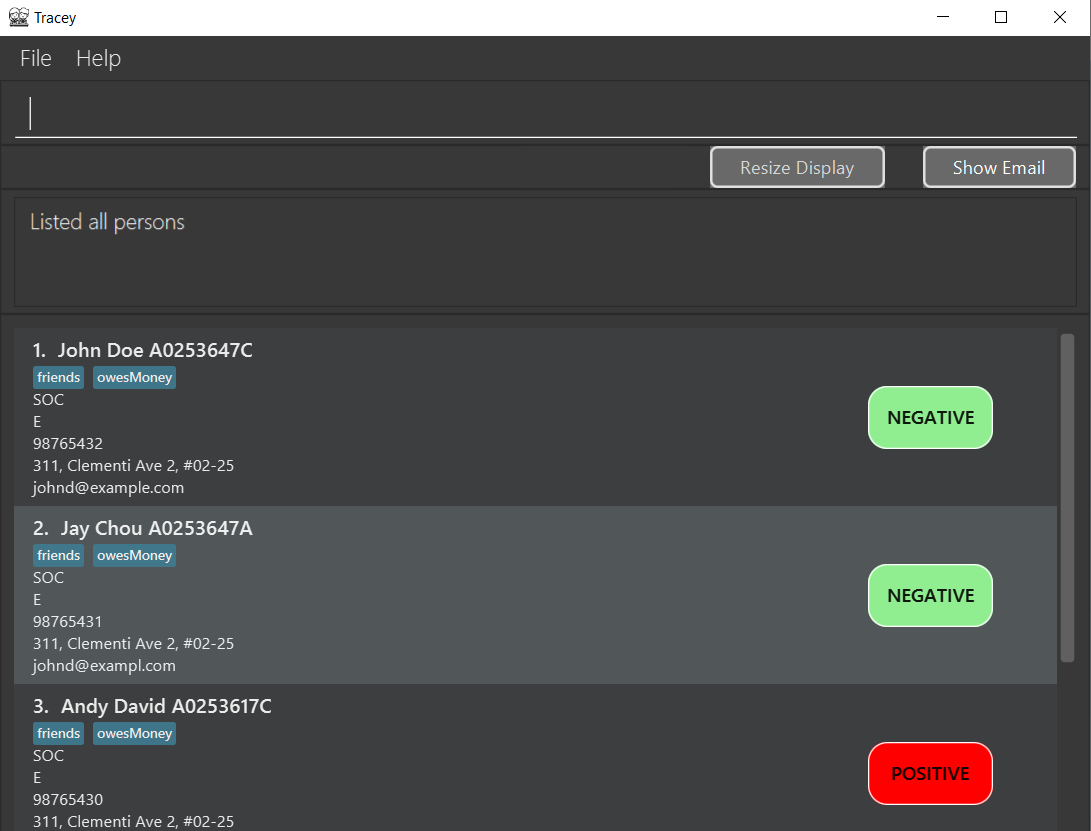 Tracey
File Help
Resize Display Show Email
Listed all persons
1. John Doe A0253647C
friends owesMoney
SOC
E
98765432
311, Clementi Ave 2, #02-25
johnd@example.com
NEGATIVE
2. Jay Chou A0253647A
friends owesMoney
SOC
E
98765431
311, Clementi Ave 2, #02-25
johnd@exampl.com
NEGATIVE
3. Andy David A0253617C
friends owesMoney
SOC
E
98765430
311, Clementi Ave 2, #02-25
POSITIVE